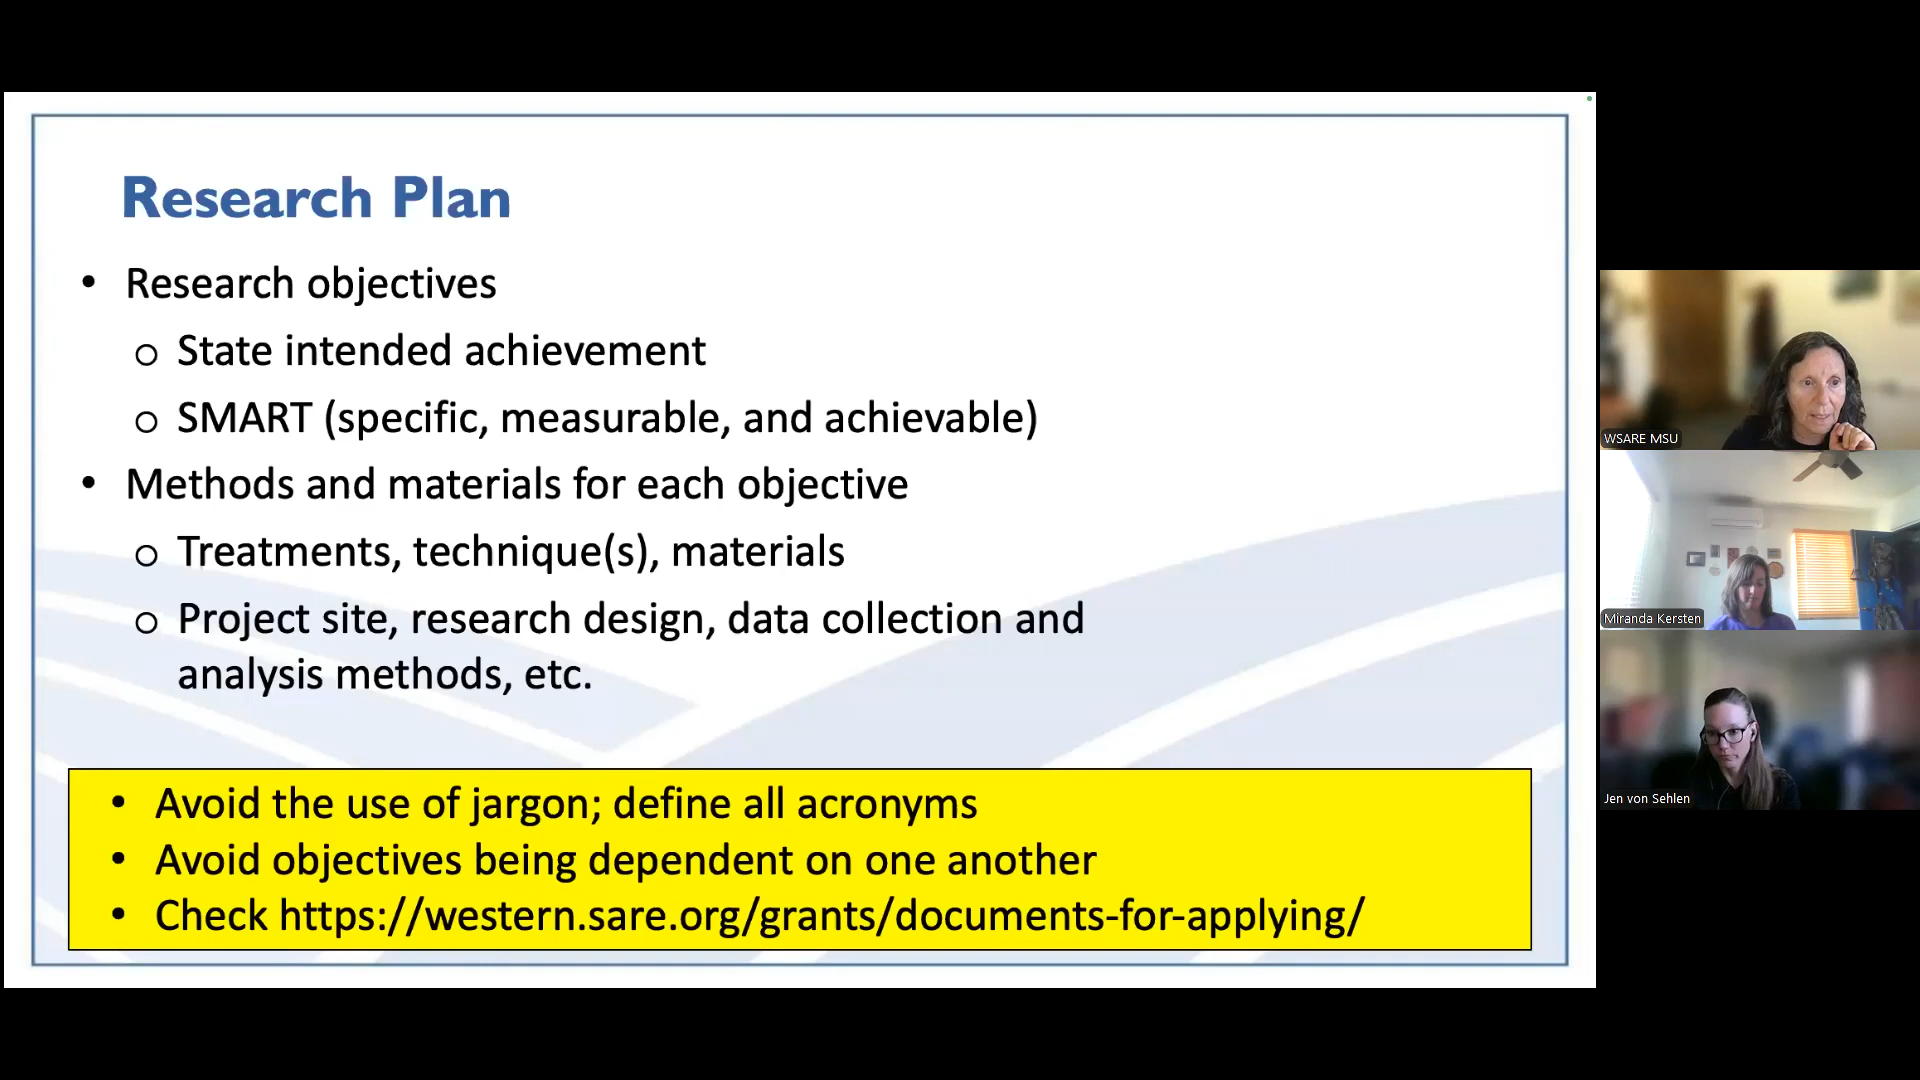 Research Plan
• Research objectives
o State intended achievement
o SMART (specific, measurable, and achievable)
• Methods and materials for each objective
o Treatments, technique(s), materials
o Project site, research design, data collection and
analysis methods, etc.
• Avoid the use of jargon; define all acronyms
• Avoid objectives being dependent on one another
• Check https://western.sare.org/grants/documents-for-applying/
WSARE MSU
Miranda Kersten
Jen von Sehlen